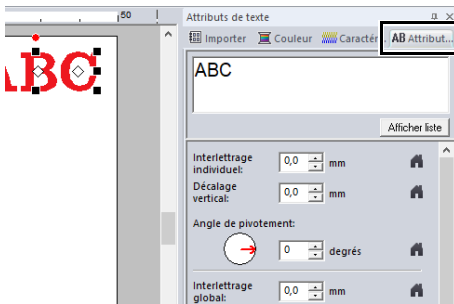 50
Attributs de texte
Importer Couleur Caractér... AB Attribut...
ABC
ABC
Afficher liste
Interlettrage
individuel: 0,0 mm
Décalage
vertical: 0,0 mm
Angle de pivotement:
0 degrés
Interlettrage
global: 0,0 mm